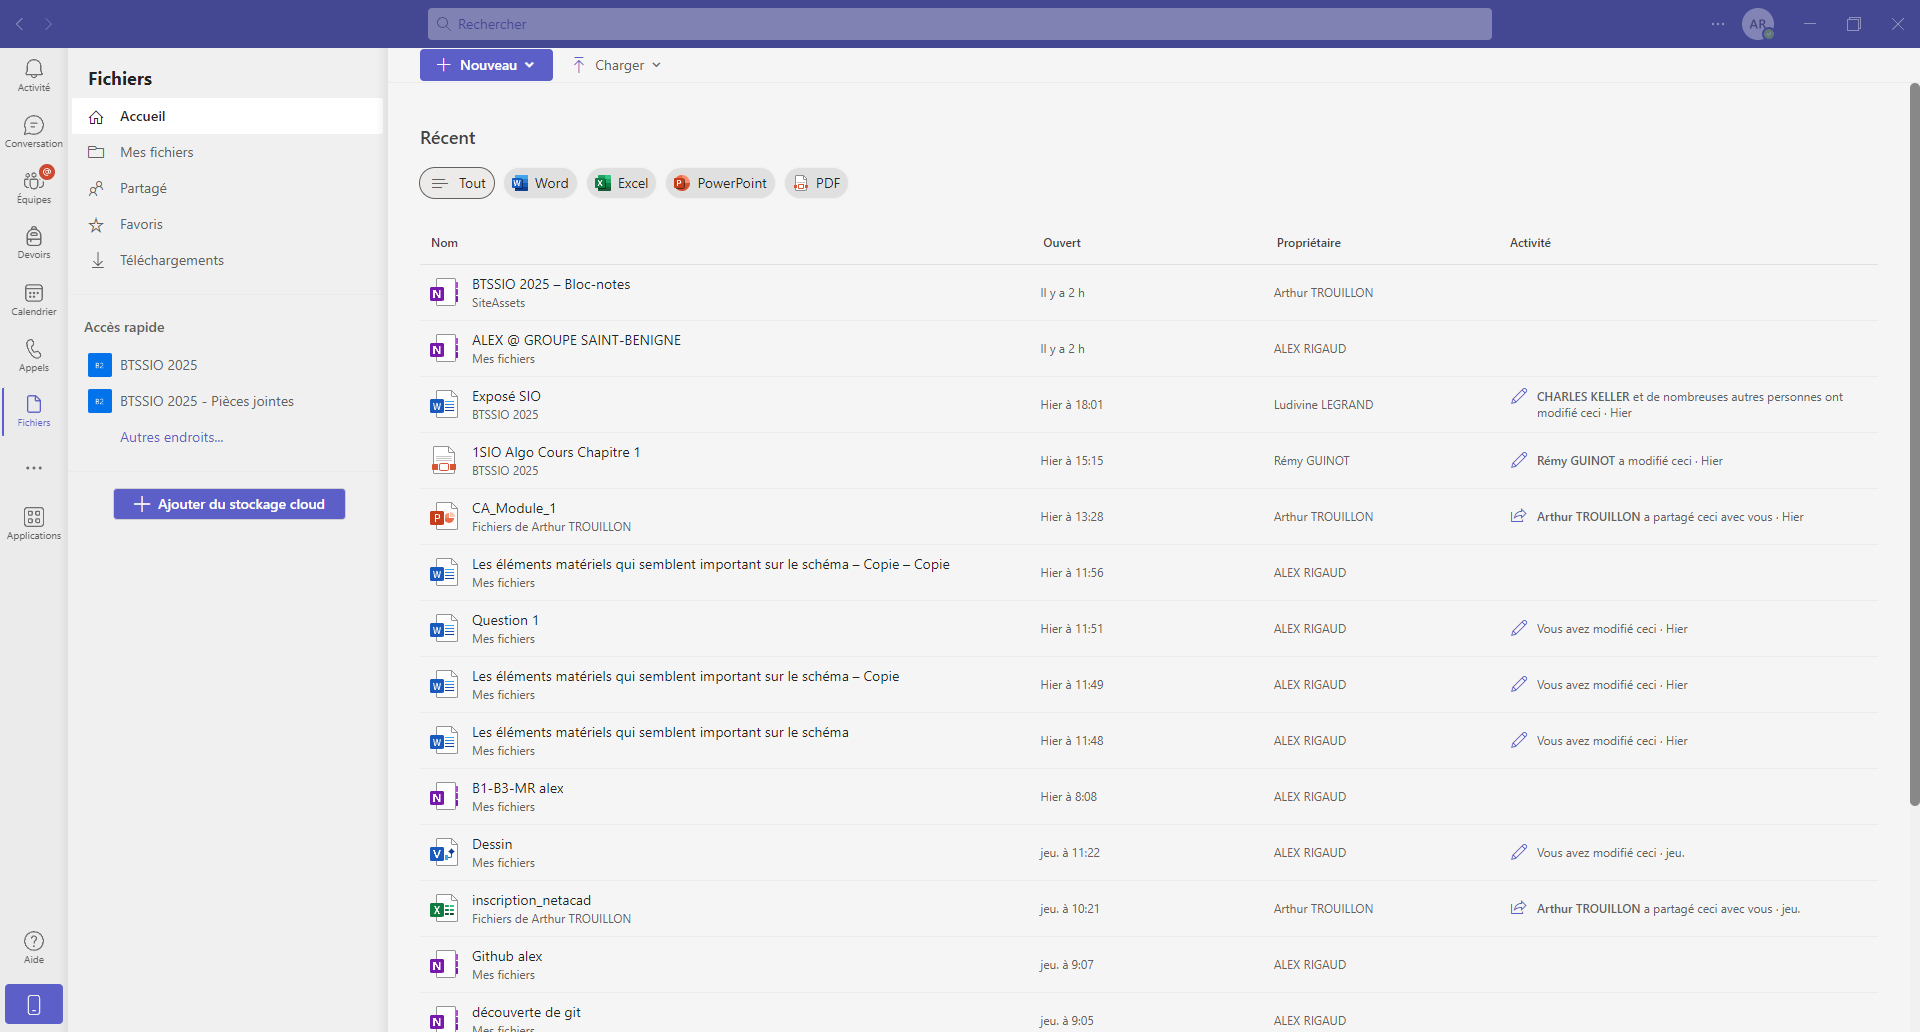 Rechercher
AR
Activité
Conversation
@
Équipes
Devoirs
Calendrier
Appels
Fichiers
Applications
Aide
Fichiers
Accueil
Mes fichiers
Partagé
Favoris
Téléchargements
Accès rapide
B2 BTSSIO 2025
B2 BTSSIO 2025 - Pièces jointes
Autres endroits...
Ajouter du stockage cloud
Nouveau Charger
Récent
Tout Word Excel PowerPoint PDF
Nom Ouvert Propriétaire Activité
BTSSIO 2025 – Bloc-notes
SiteAssets
Il y a 2 h Arthur TROUILLON
ALEX @ GROUPE SAINT-BENIGNE
Mes fichiers
Il y a 2 h ALEX RIGAUD
Exposé SIO
BTSSIO 2025
Hier à 18:01 Ludivine LEGRAND
CHARLES KELLER et de nombreuses autres personnes ont
modifié ceci · Hier
1SIO Algo Cours Chapitre 1
BTSSIO 2025
Hier à 15:15 Rémy GUINOT Rémy GUINOT a modifié ceci · Hier
CA_Module_1
Fichiers de Arthur TROUILLON
Hier à 13:28 Arthur TROUILLON Arthur TROUILLON a partagé ceci avec vous · Hier
Les éléments matériels qui semblent important sur le schéma – Copie – Copie
Mes fichiers
Hier à 11:56 ALEX RIGAUD
Question 1
Mes fichiers
Hier à 11:51 ALEX RIGAUD Vous avez modifié ceci · Hier
Les éléments matériels qui semblent important sur le schéma – Copie
Mes fichiers
Hier à 11:49 ALEX RIGAUD Vous avez modifié ceci · Hier
Les éléments matériels qui semblent important sur le schéma
Mes fichiers
Hier à 11:48 ALEX RIGAUD Vous avez modifié ceci · Hier
B1-B3-MR alex
Mes fichiers
Hier à 8:08 ALEX RIGAUD
Dessin
Mes fichiers
jeu. à 11:22 ALEX RIGAUD Vous avez modifié ceci · jeu.
inscription_netacad
Fichiers de Arthur TROUILLON
jeu. à 10:21 Arthur TROUILLON Arthur TROUILLON a partagé ceci avec vous · jeu.
Github alex
Mes fichiers
jeu. à 9:07 ALEX RIGAUD
découverte de git
Mes fichiers
jeu. à 9:05 ALEX RIGAUD